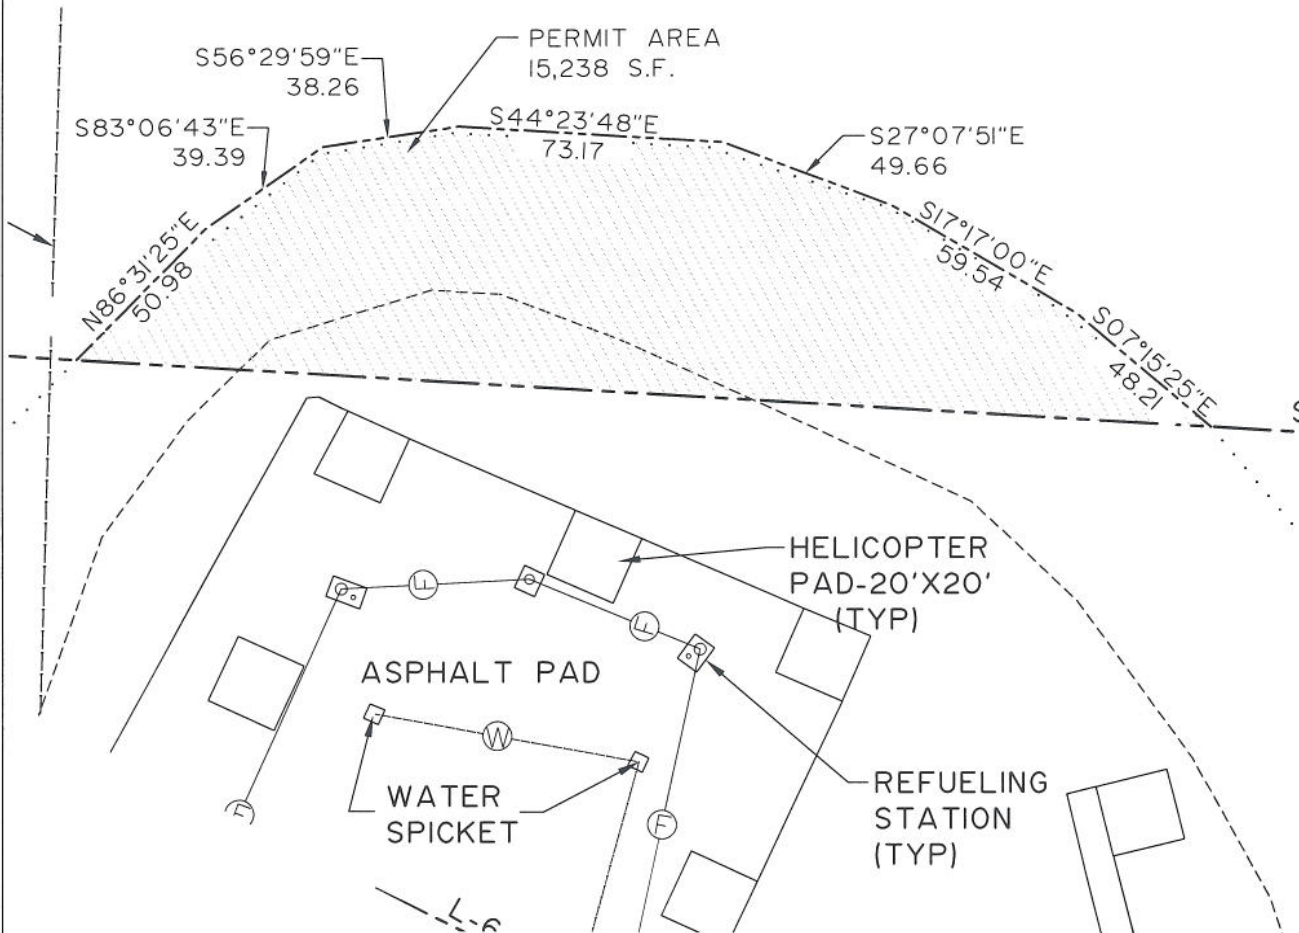 PERMIT AREA
15,238 S.F.
S56°29'59"E
38.26
S83°06'43"E
39.39
S44°23'48"E
73.17
S27°07'51"E
49.66
N86°31'25"E
50.98
S17°17'00"E
59.54
S07°15'25"E
48.21
HELICOPTER
PAD-20'X20'
(TYP)
F
F
ASPHALT PAD
W
WATER
SPICKET
REFUELING
STATION
(TYP)
F
F
L-6